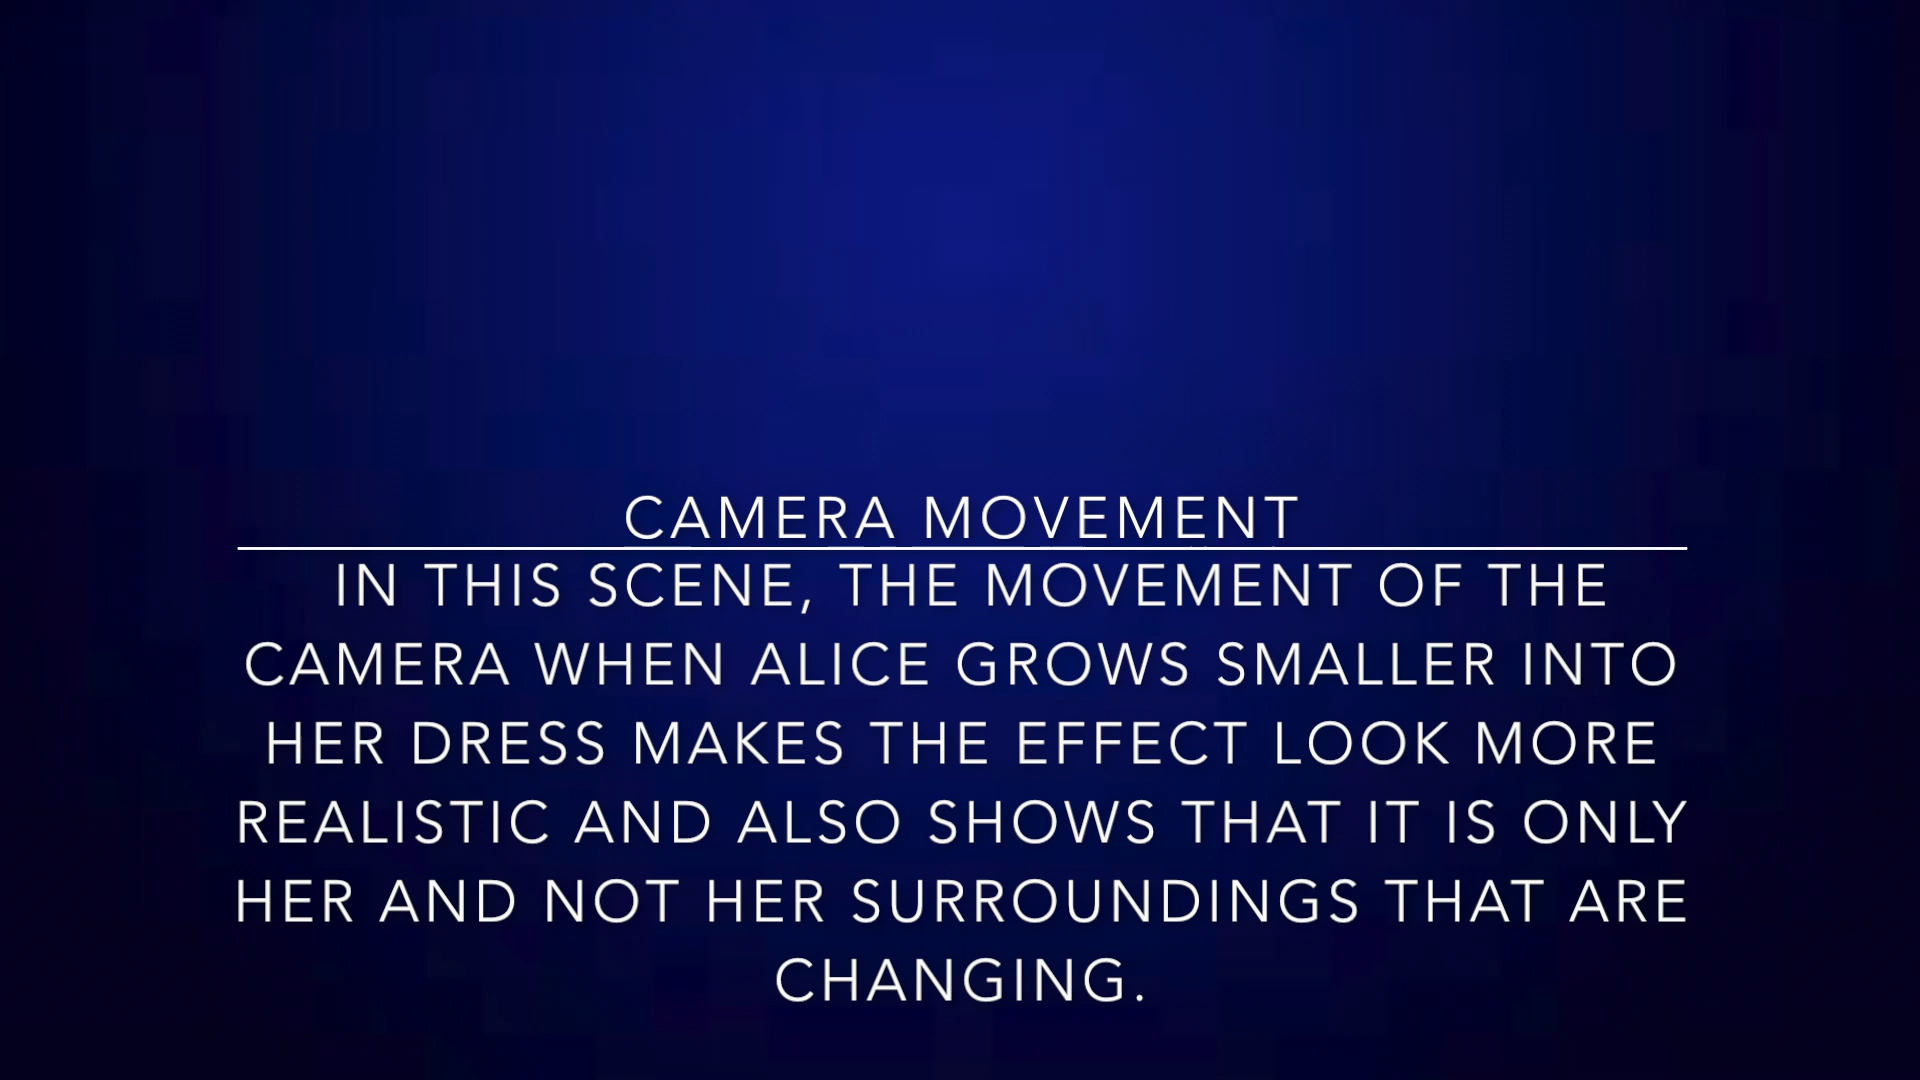 CAMERA MOVEMENT
IN THIS SCENE, THE MOVEMENT OF THE
CAMERA WHEN ALICE GROWS SMALLER INTO
HER DRESS MAKES THE EFFECT LOOK MORE
REALISTIC AND ALSO SHOWS THAT IT IS ONLY
HER AND NOT HER SURROUNDINGS THAT ARE
CHANGING.